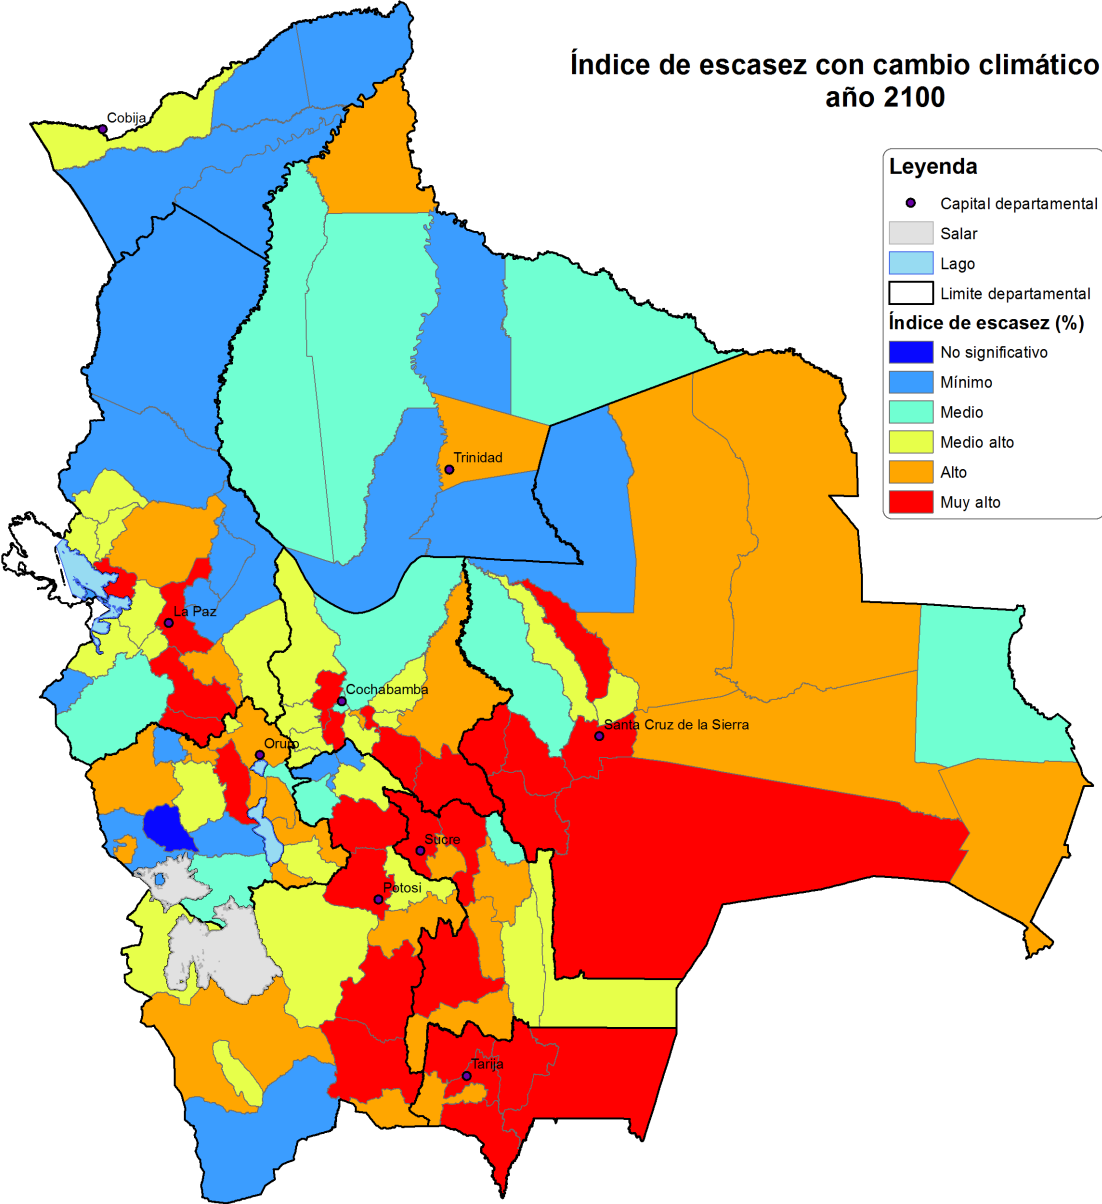 Índice de escasez con cambio climático
año 2100
Cobija
Leyenda
Capital departamental
Salar
Lago
Limite departamental
Índice de escasez (%)
No significativo
Mínimo
Medio
Medio alto
Alto
Muy alto
Trinidad
La Paz
Cochabamba
Santa Cruz de la Sierra
Oruro
Sucre
Potosi
Tarija